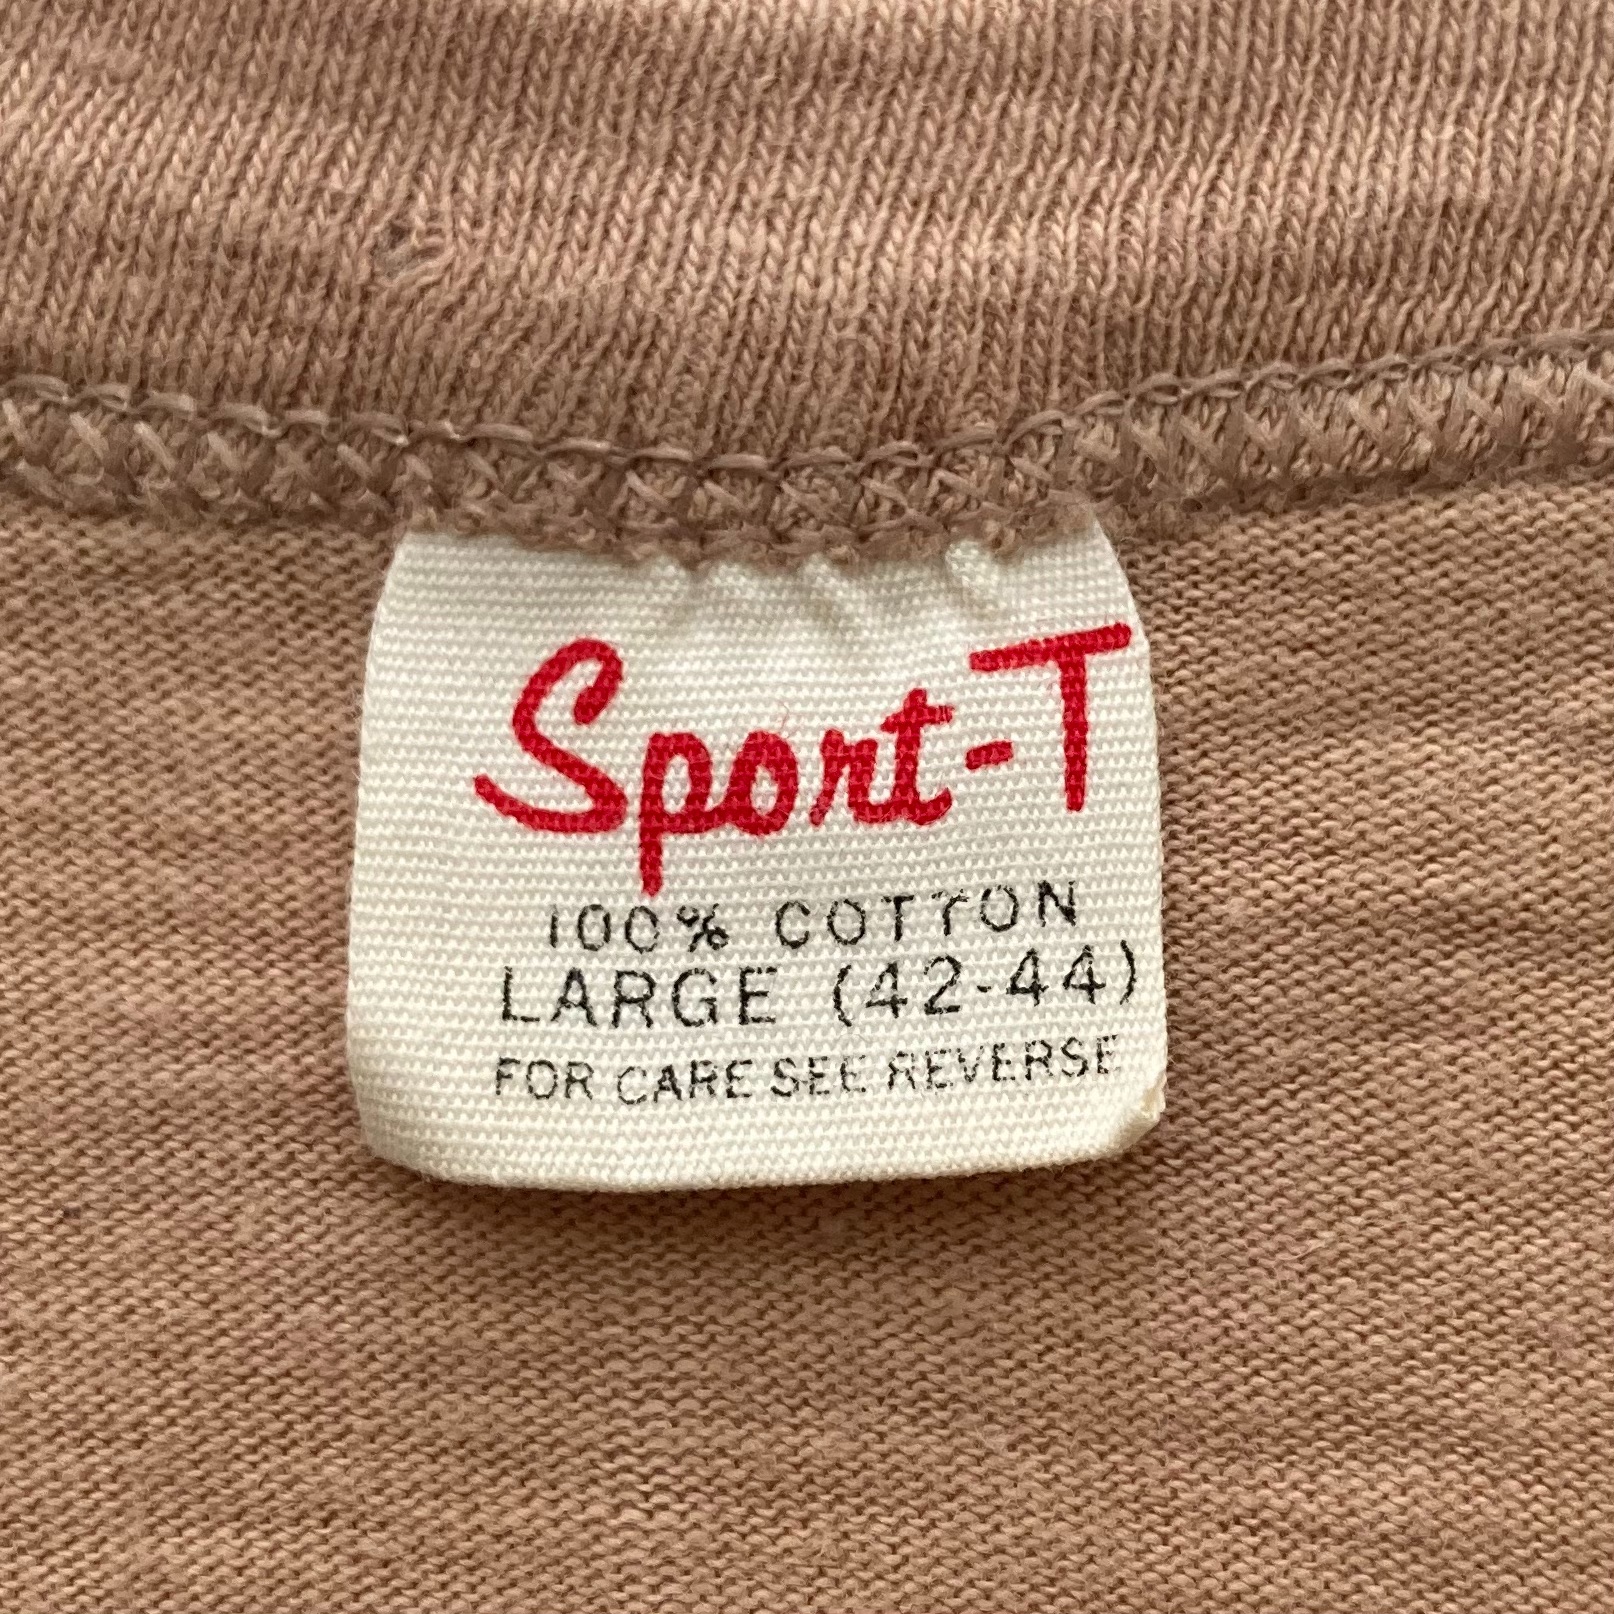 Sport-T
100% COTTON
LARGE (42-44)
FOR CARE SEE REVERSE